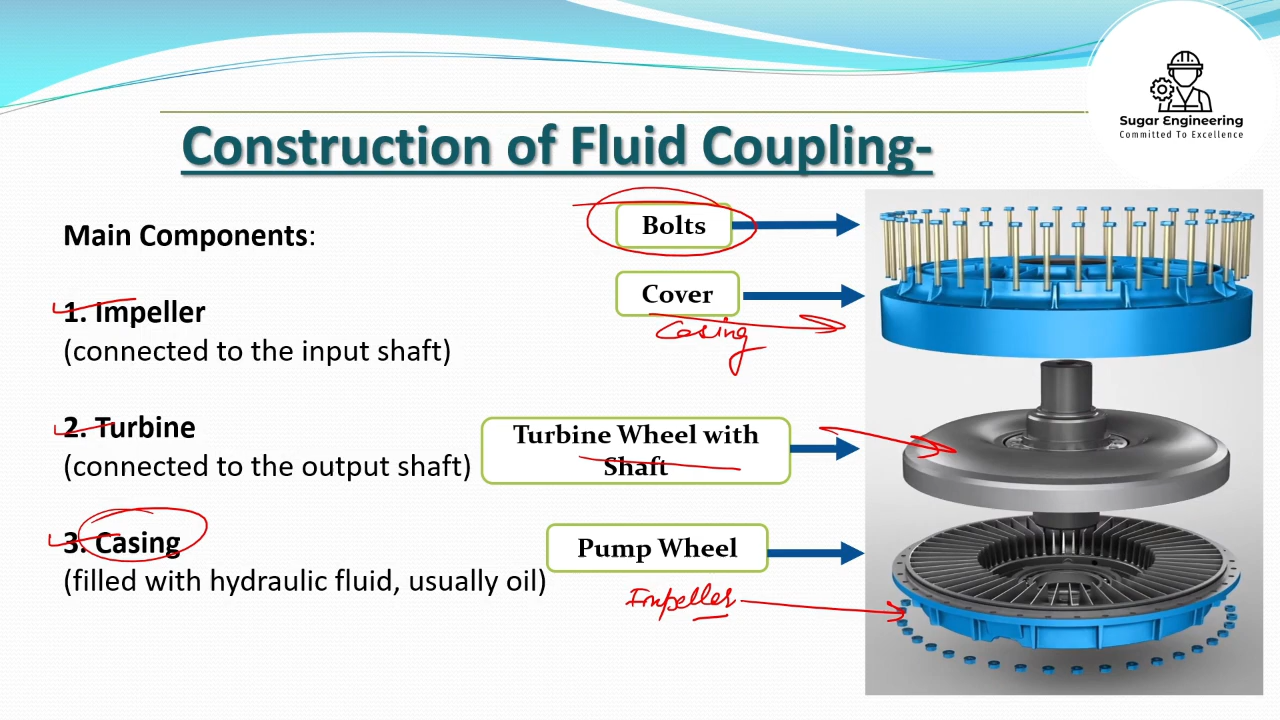 Sugar Engineering
Committed To Excellence
Construction of Fluid Coupling-
Main Components:
1. Impeller
(connected to the input shaft)
2. Turbine
(connected to the output shaft)
3. Casing
(filled with hydraulic fluid, usually oil)
Bolts
Cover
Casing
Turbine Wheel with
Shaft
Pump Wheel
Impeller